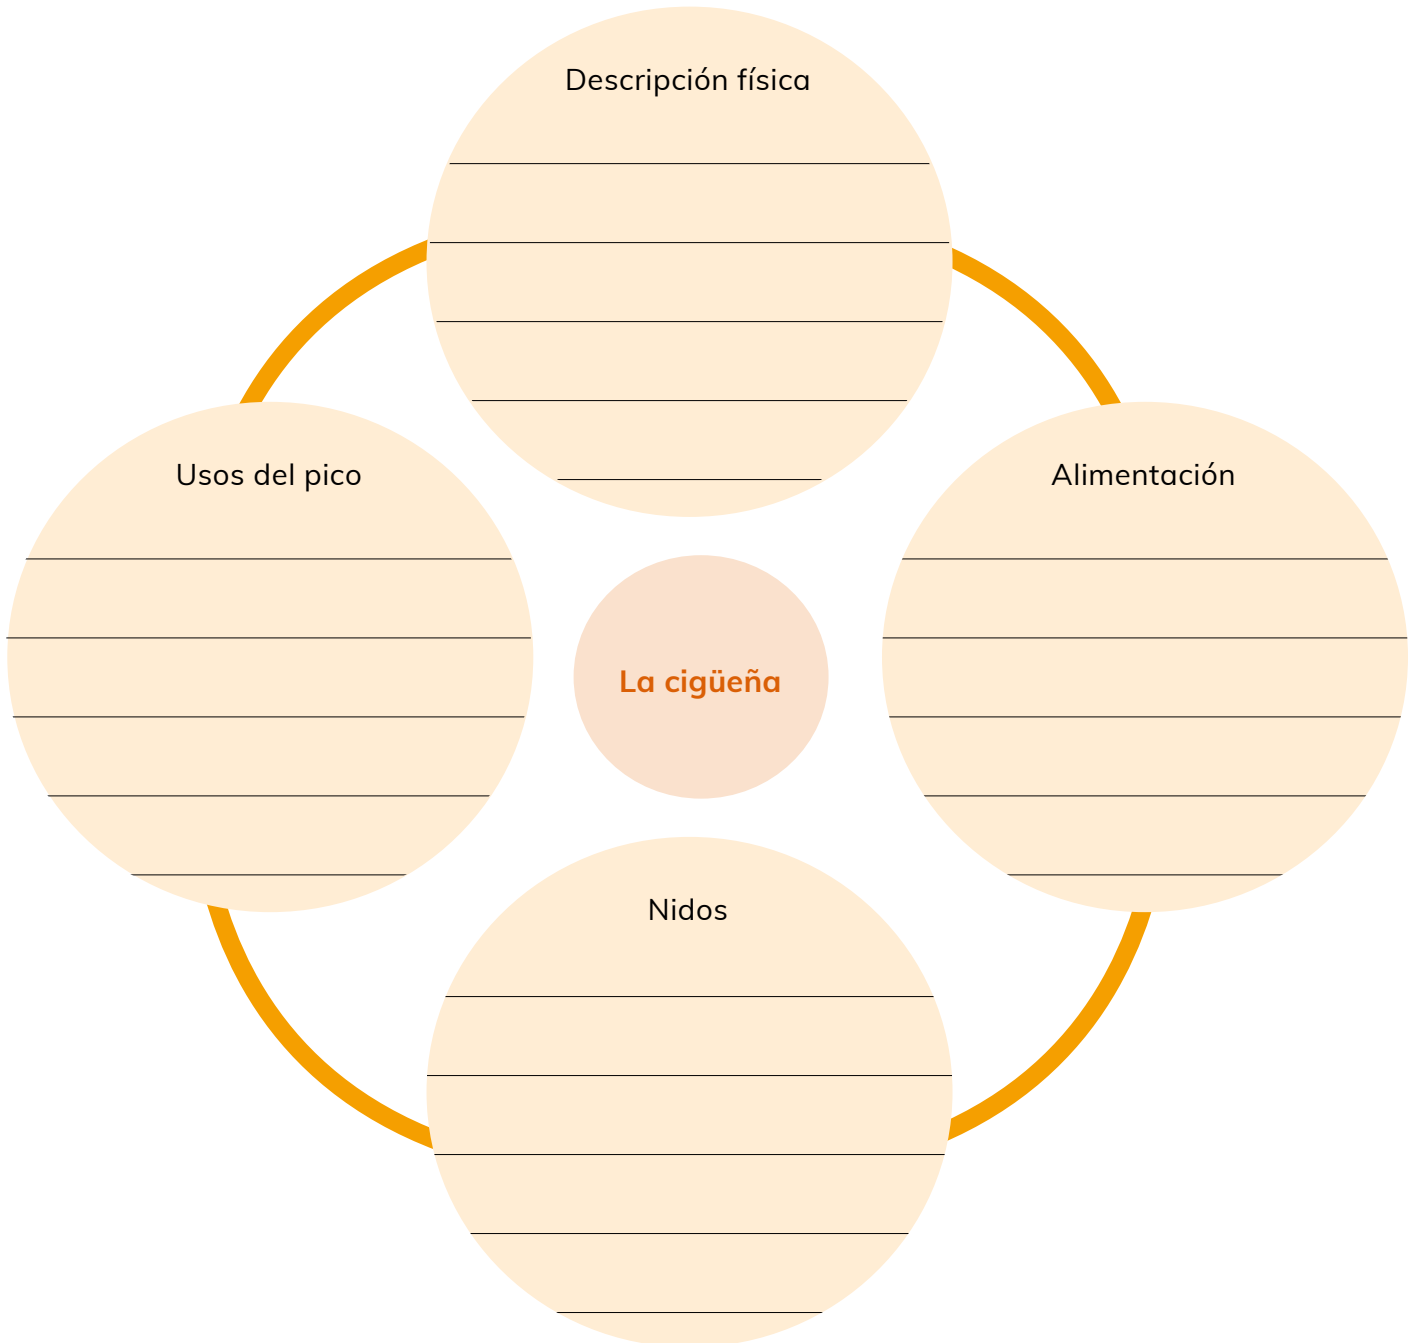 Descripción física
Usos del pico
Alimentación
La cigüeña
Nidos